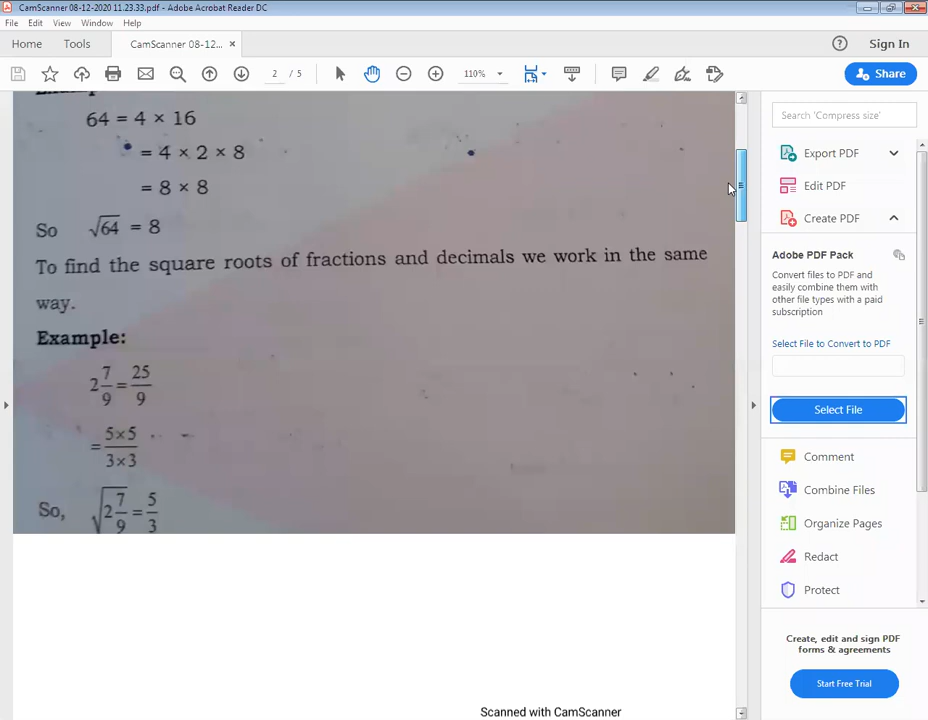 CamScanner 08-12-2020 11.23.33.pdf - Adobe Acrobat Reader DC
File Edit View Window Help
Home Tools CamScanner 08-12... × Sign In
2 / 5 110% Share
64 = 4 × 16
= 4 × 2 × 8
= 8 × 8
So √64 = 8
To find the square roots of fractions and decimals we work in the same
way.
Example:
2 7/9 = 25/9
= 5×5/3×3
So, √2 7/9 = 5/3
Scanned with CamScanner
Search 'Compress size'
Export PDF
Edit PDF
Create PDF
Adobe PDF Pack
Convert files to PDF and
easily combine them with
other file types with a paid
subscription
Select File to Convert to PDF
Select File
Comment
Combine Files
Organize Pages
Redact
Protect
Create, edit and sign PDF
forms & agreements
Start Free Trial